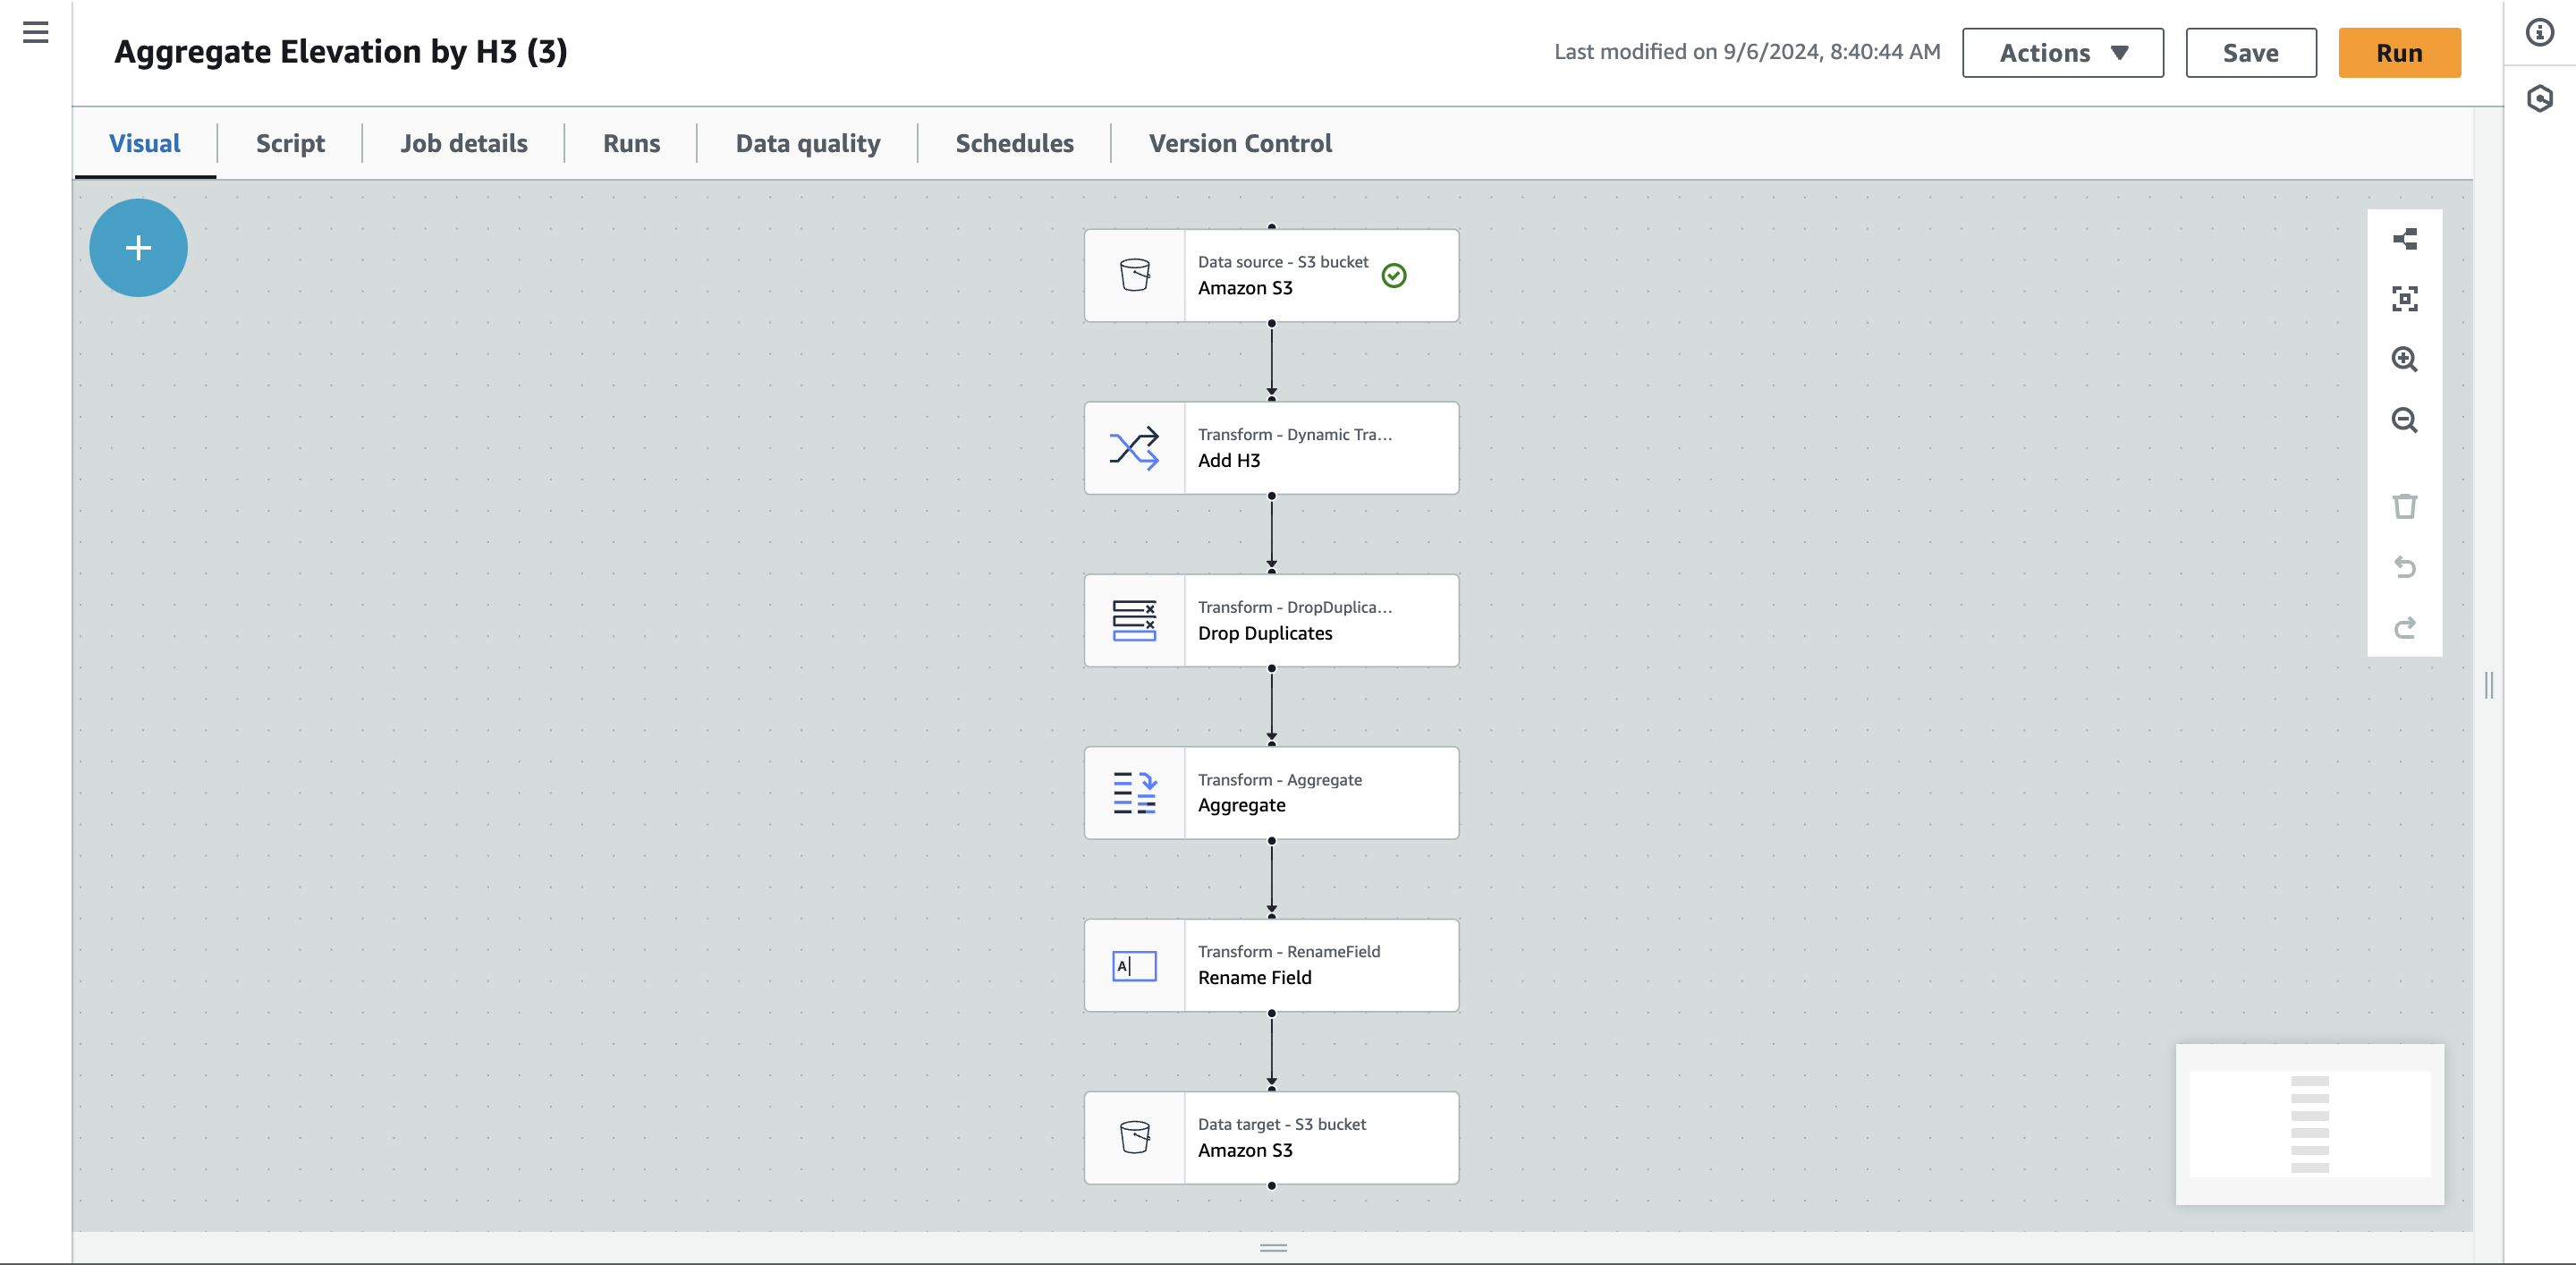 Aggregate Elevation by H3 (3)
Last modified on 9/6/2024, 8:40:44 AM
Actions
Save
Run
Visual
Script
Job details
Runs
Data quality
Schedules
Version Control
Data source - S3 bucket
Amazon S3
Transform - Dynamic Tra...
Add H3
Transform - DropDuplica...
Drop Duplicates
Transform - Aggregate
Aggregate
Transform - RenameField
A
Rename Field
Data target - S3 bucket
Amazon S3